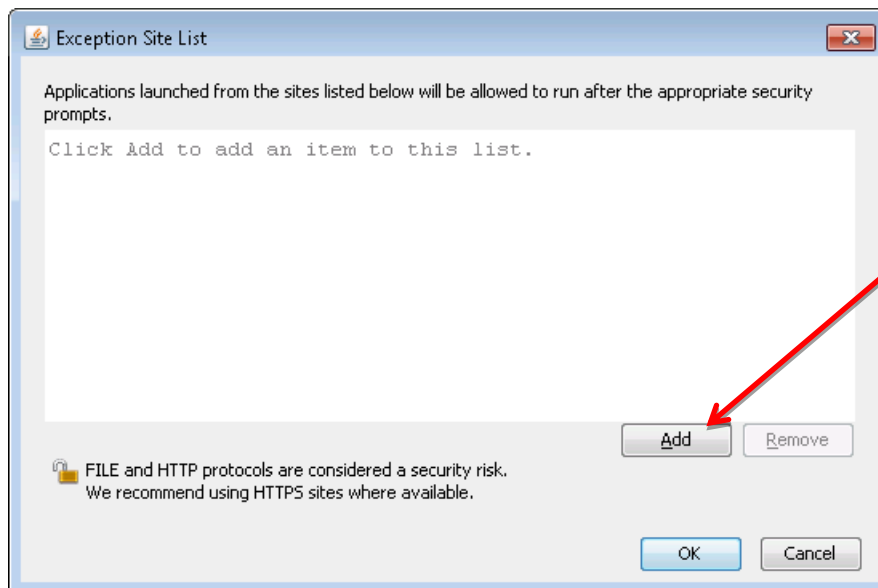 Exception Site List
Applications launched from the sites listed below will be allowed to run after the appropriate security
prompts.
Click Add to add an item to this list.
Add
Remove
FILE and HTTP protocols are considered a security risk.
We recommend using HTTPS sites where available.
OK
Cancel